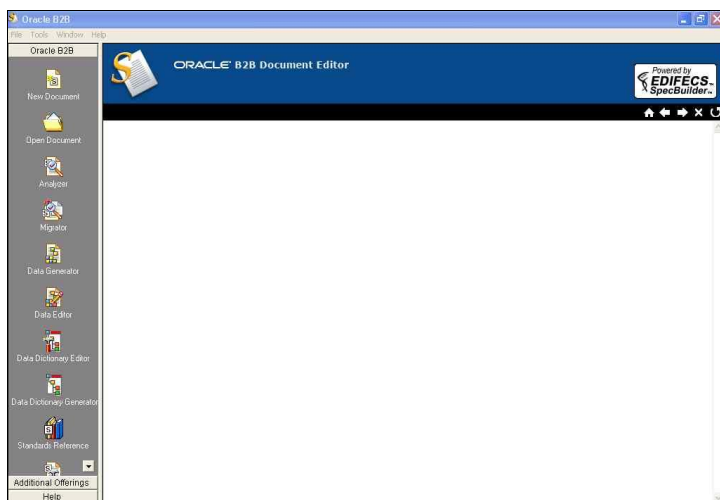 Oracle B2B
File Tools Window Help
Oracle B2B
New Document
Open Document
Analyzer
Migrator
Data Generator
Data Editor
Data Dictionary Editor
Data Dictionary Generator
Standards Reference
Additional Offerings
Help
ORACLE B2B Document Editor
Powered by
EDIFECS
SpecBuilder